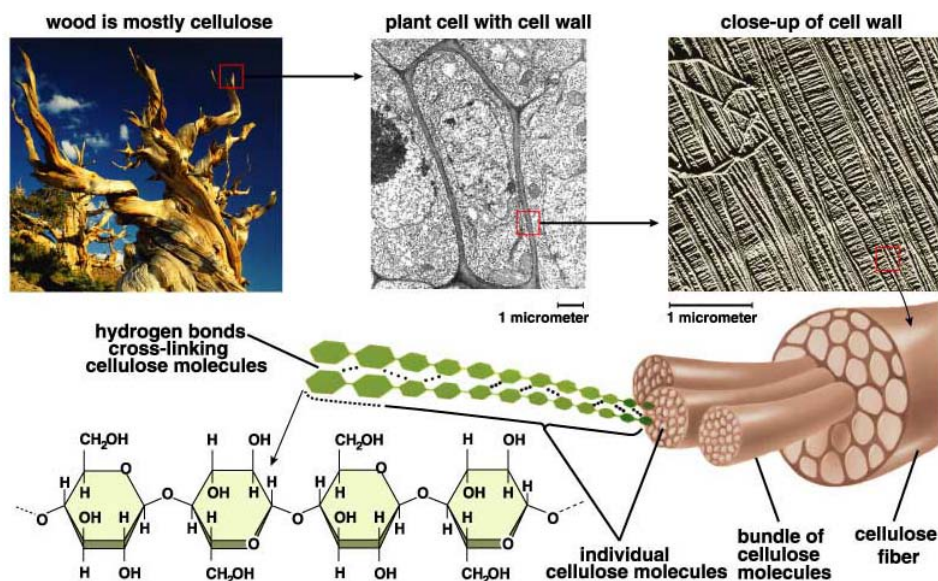 wood is mostly cellulose
plant cell with cell wall
close-up of cell wall
1 micrometer
1 micrometer
hydrogen bonds
cross-linking
cellulose molecules
individual
cellulose molecules
bundle of
cellulose
molecules
cellulose
fiber
CH₂OH
H
OH
CH₂OH
H
OH
H
O
H
H
H
H
O
H
H
H
O
OH
H
H
OH
H
O
OH
H
H
O
OH
H
H
OH
H
O
H
OH
CH₂OH
H
OH
CH₂OH